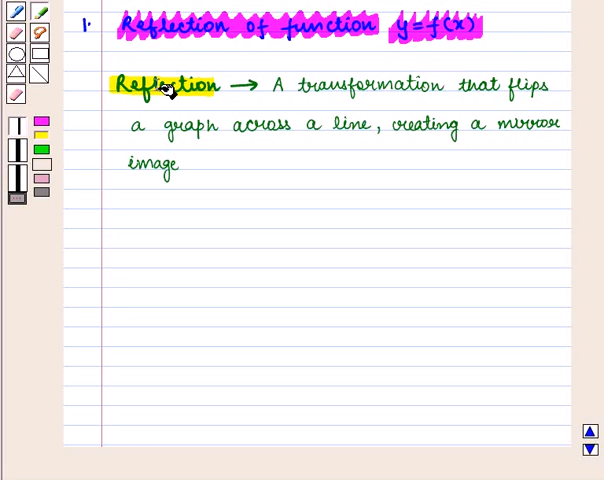 1. Reflection of function y=f(x)
Reflection → A transformation that flips
a graph across a line, creating a mirror
image